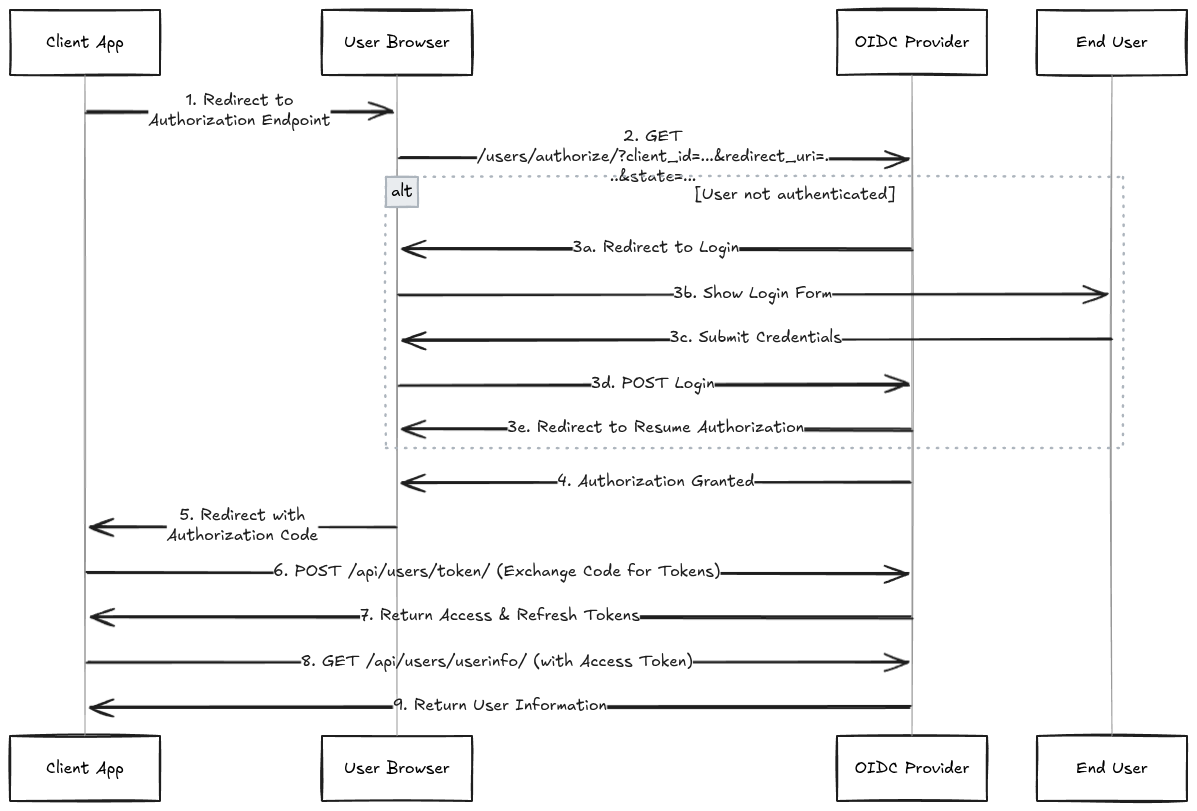 Client App
User Browser
OIDC Provider
End User
1. Redirect to
Authorization Endpoint
2. GET
/users/authorize/?client_id=...&redirect_uri=.
..&state=...
alt
[User not authenticated]
3a. Redirect to Login
3b. Show Login Form
3c. Submit Credentials
3d. POST Login
3e. Redirect to Resume Authorization
4. Authorization Granted
5. Redirect with
Authorization Code
6. POST /api/users/token/ (Exchange Code for Tokens)
7. Return Access & Refresh Tokens
8. GET /api/users/userinfo/ (with Access Token)
9. Return User Information
Client App
User Browser
OIDC Provider
End User